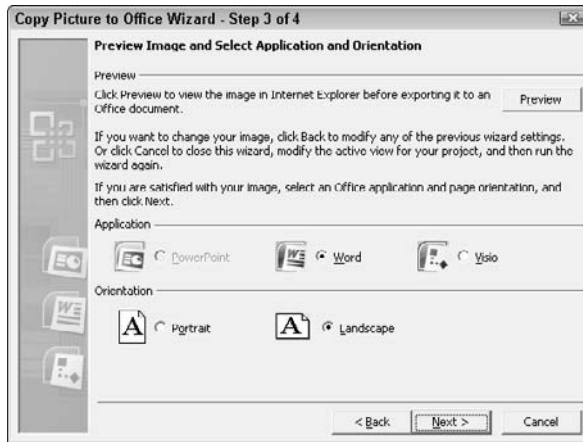 Copy Picture to Office Wizard - Step 3 of 4
Preview Image and Select Application and Orientation
Preview
Click Preview to view the image in Internet Explorer before exporting it to an
Office document.
Preview
If you want to change your image, click Back to modify any of the previous wizard settings.
Or click Cancel to close this wizard, modify the active view for your project, and then run the
wizard again.
If you are satisfied with your image, select an Office application and page orientation, and
then click Next.
Application
PowerPoint Word Visio
Orientation
A Portrait A Landscape
< Back Next > Cancel